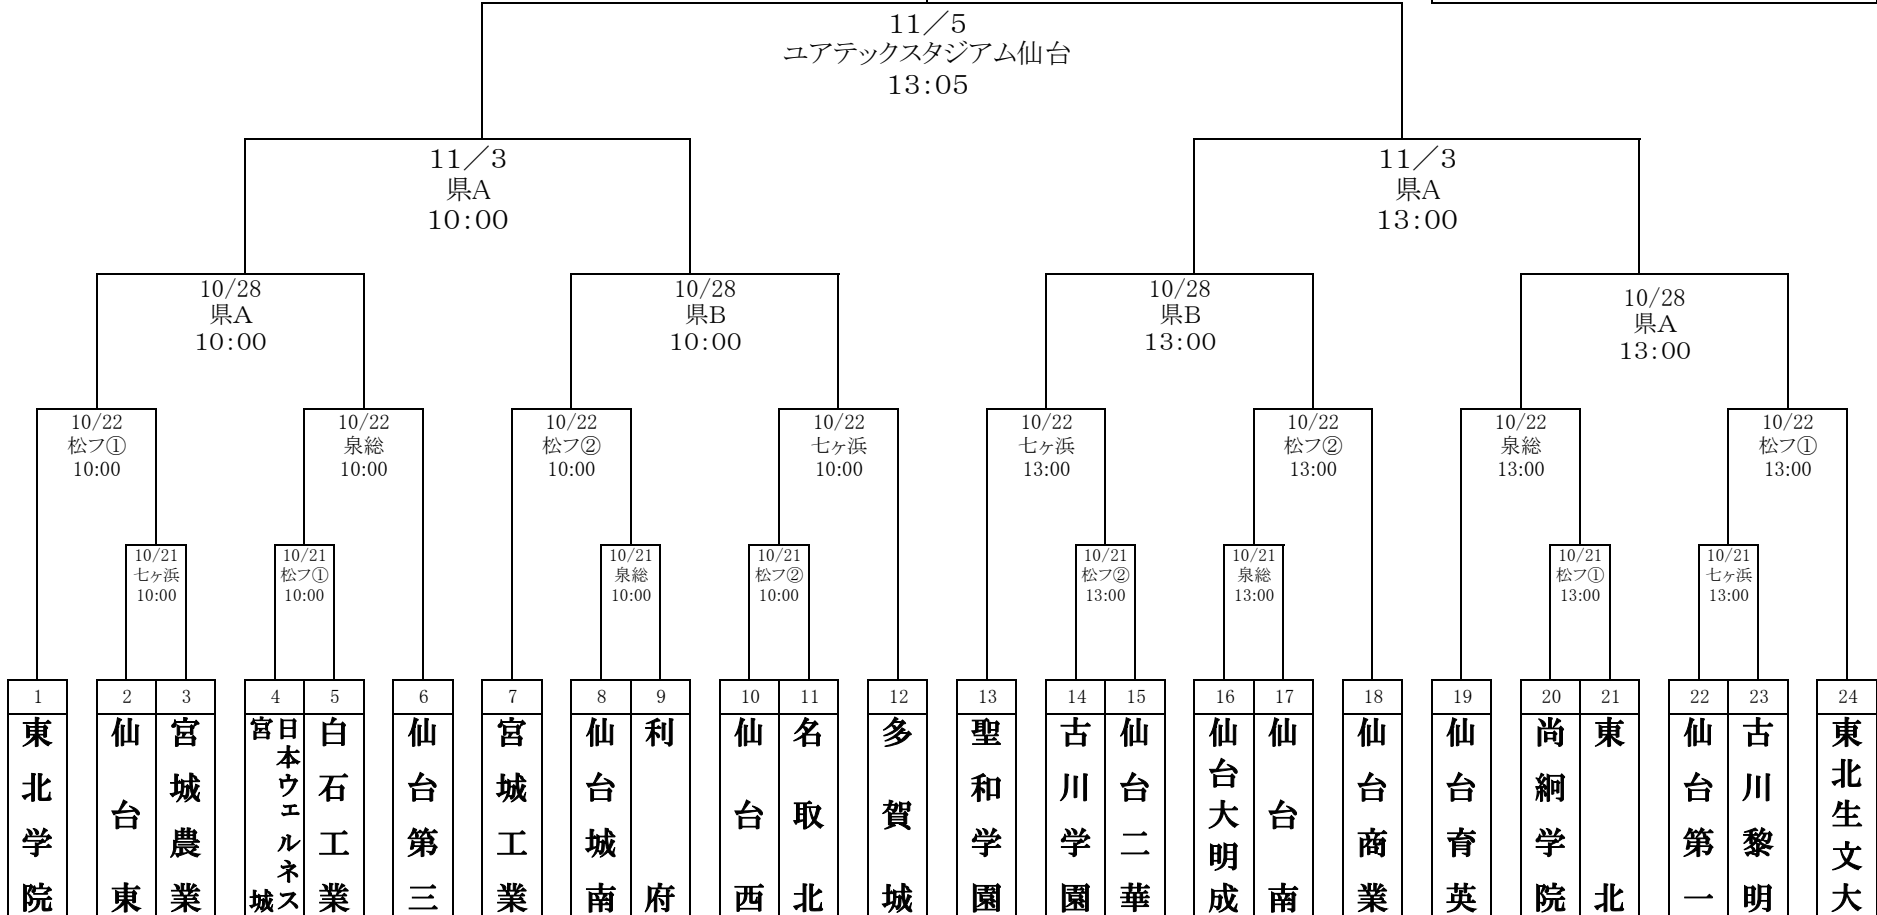 11／5
ユアテックスタジアム仙台
13：05
11／3
県A
10：00
11／3
県A
13：00
10/28
県A
10：00
10/28
県B
10：00
10/28
県B
13：00
10/28
県A
13：00
10/22
松フ①
10:00
10/22
泉総
10:00
10/22
松フ②
10:00
10/22
七ヶ浜
10:00
10/22
七ヶ浜
13:00
10/22
松フ②
13:00
10/22
泉総
13:00
10/22
松フ①
13:00
10/21
七ヶ浜
10:00
10/21
松フ①
10:00
10/21
泉総
10:00
10/21
松フ②
10:00
10/21
松フ②
13:00
10/21
泉総
13:00
10/21
松フ①
13:00
10/21
七ヶ浜
13:00
1
東北学院
2
仙台東
3
宮城農業
4
日本ウェルネス
宮城
5
白石工業
6
仙台第三
7
宮城工業
8
仙台城南
9
利府
10
仙台西
11
名取北
12
多賀城
13
聖和学園
14
古川学園
15
仙台二華
16
仙台大明成
17
仙台南
18
仙台商業
19
仙台育英
20
尚絅学院
21
東北
22
仙台第一
23
古川黎明
24
東北生文大